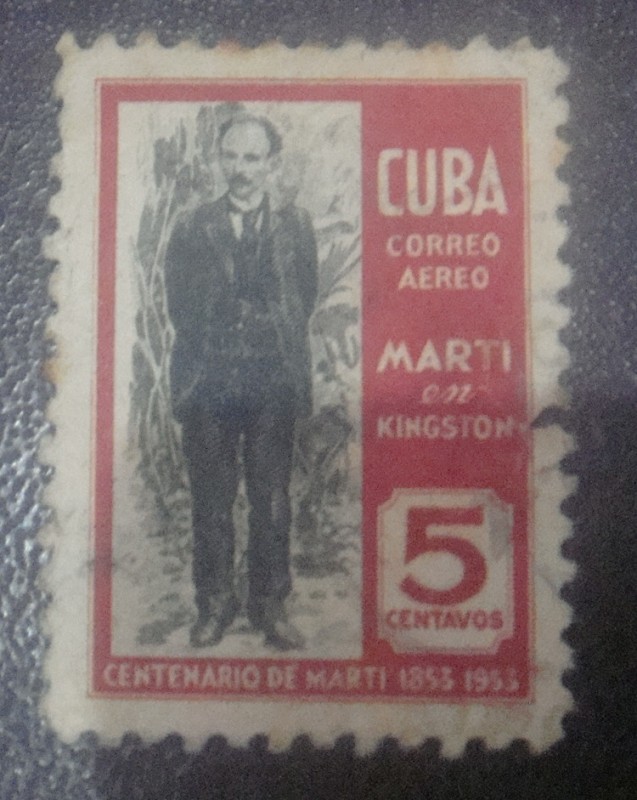 CUBA
CORREO
AEREO
MARTI
en
KINGSTON
5
CENTAVOS
CENTENARIO DE MARTI 1853 1953